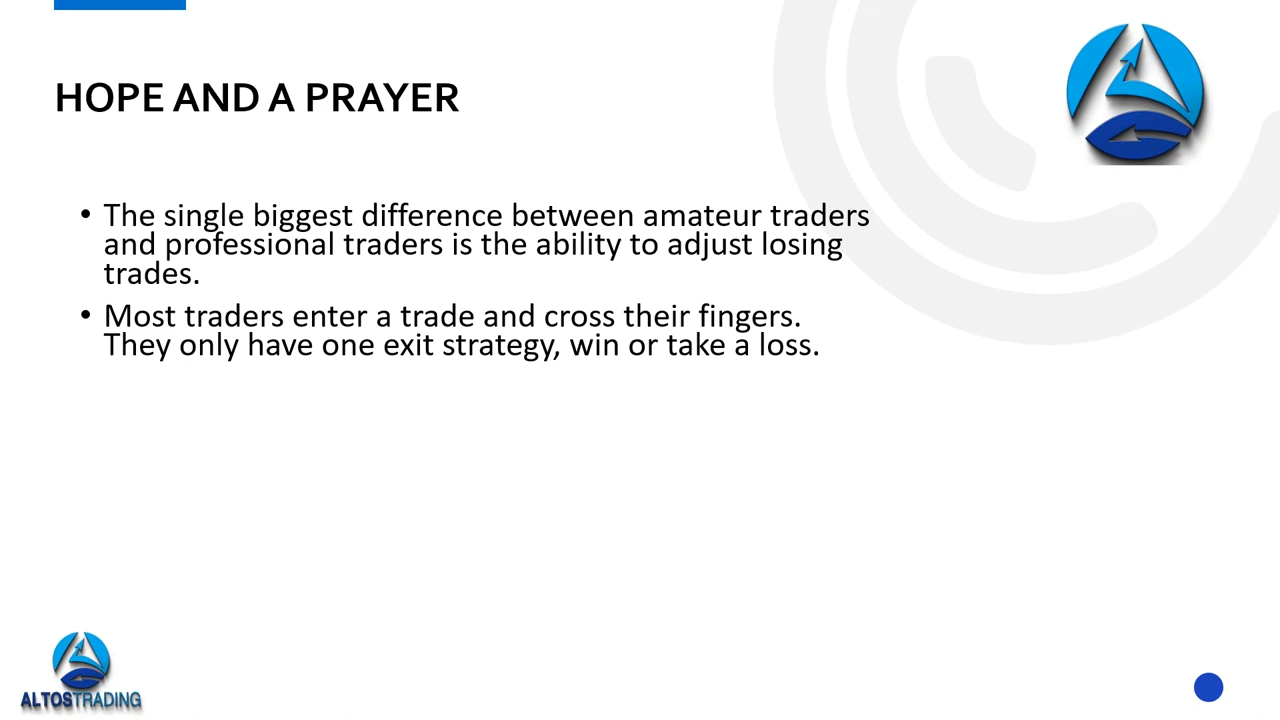 HOPE AND A PRAYER
• The single biggest difference between amateur traders
and professional traders is the ability to adjust losing
trades.
• Most traders enter a trade and cross their fingers.
They only have one exit strategy, win or take a loss.
ALTOSTRADING